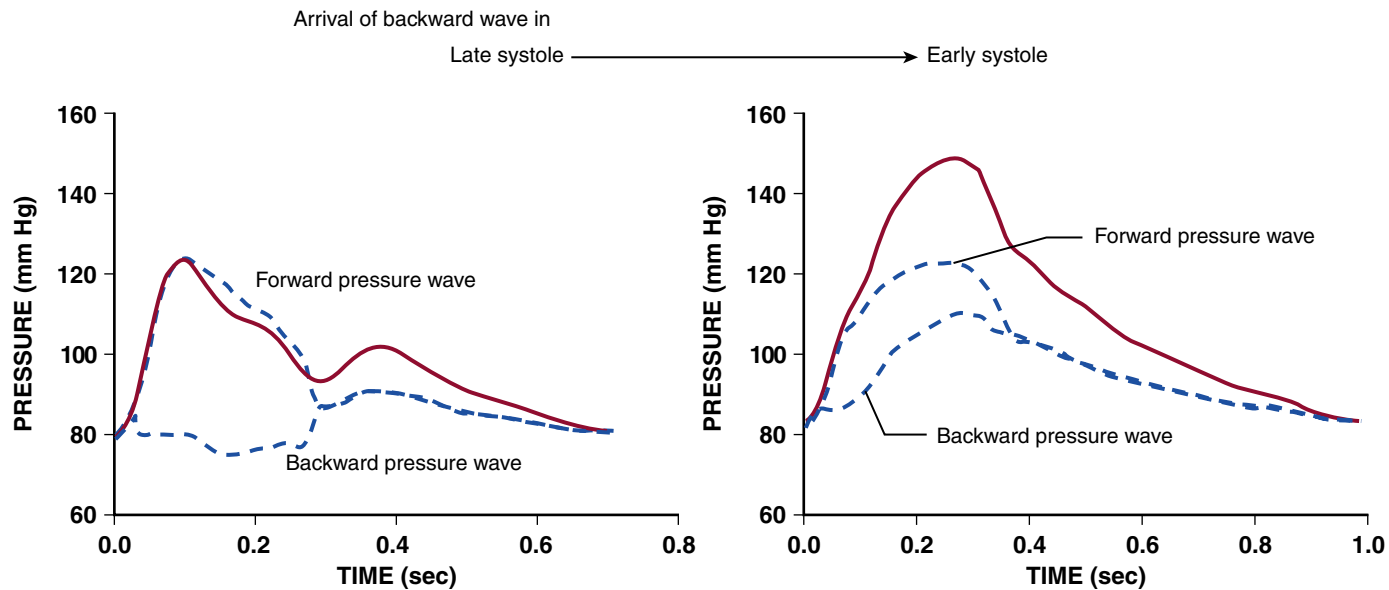 Arrival of backward wave in
Late systole
Early systole
160
140
120
100
80
60
PRESSURE (mm Hg)
Forward pressure wave
Backward pressure wave
0.0
0.2
0.4
0.6
0.8
TIME (sec)
160
140
120
100
80
60
PRESSURE (mm Hg)
Forward pressure wave
Backward pressure wave
0.0
0.2
0.4
0.6
0.8
1.0
TIME (sec)